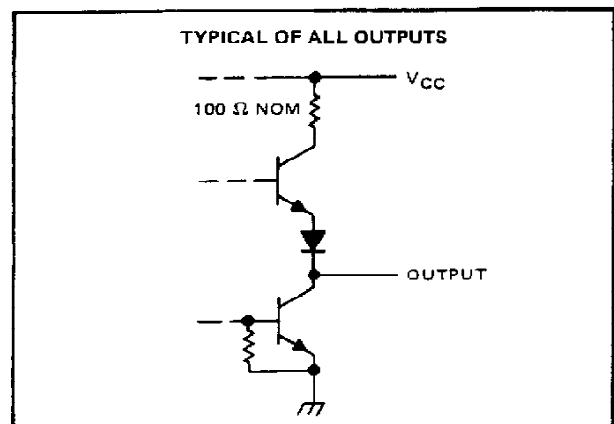 TYPICAL OF ALL OUTPUTS
VCC
100 Ω NOM
OUTPUT